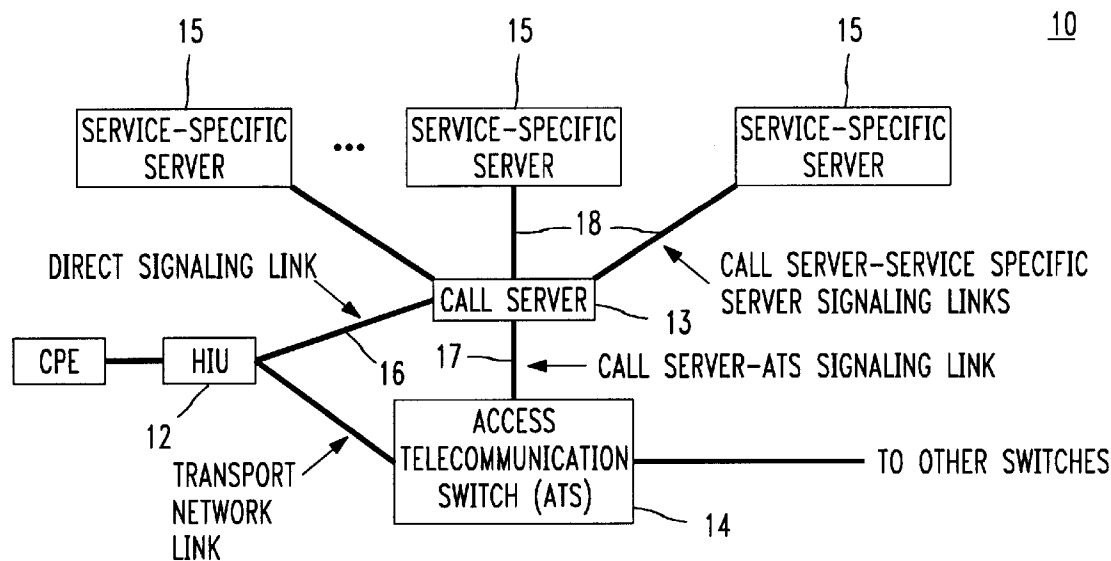 15
15
15
10
SERVICE-SPECIFIC
SERVER
...
SERVICE-SPECIFIC
SERVER
SERVICE-SPECIFIC
SERVER
18
DIRECT SIGNALING LINK
CALL SERVER-SERVICE SPECIFIC
SERVER SIGNALING LINKS
CALL SERVER
13
CPE
HIU
16
17
CALL SERVER-ATS SIGNALING LINK
12
ACCESS
TELECOMMUNICATION
SWITCH (ATS)
TO OTHER SWITCHES
TRANSPORT
NETWORK
LINK
14